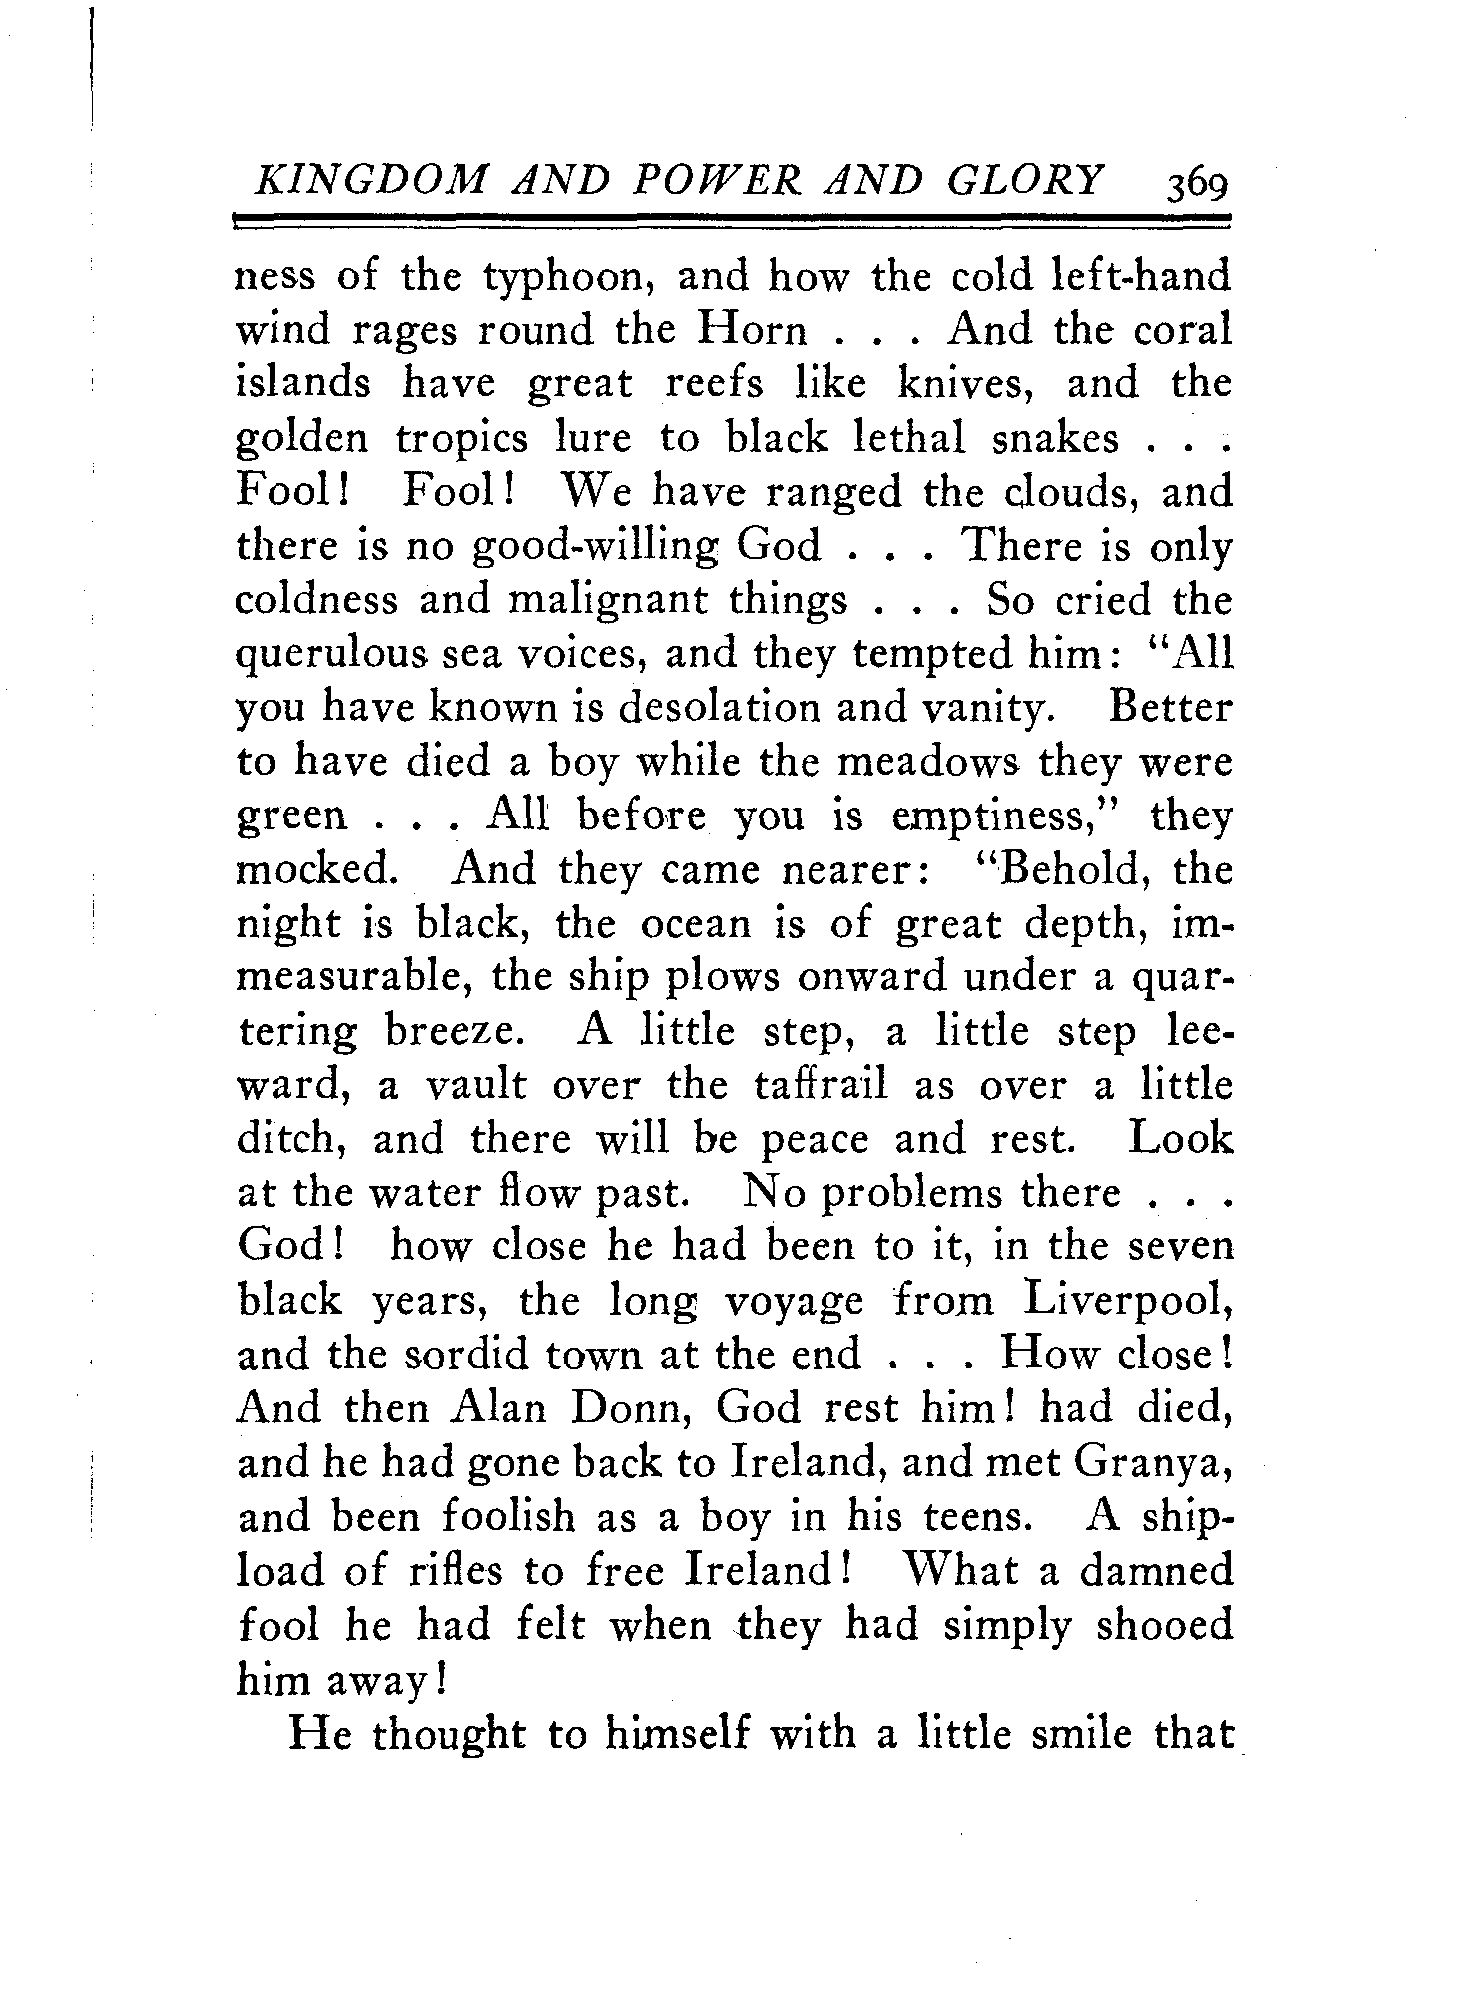 KINGDOM AND POWER AND GLORY 369
ness of the typhoon, and how the cold left-hand
wind rages round the Horn . . . And the coral
islands have great reefs like knives, and the
golden tropics lure to black lethal snakes . . .
Fool! Fool! We have ranged the clouds, and
there is no good-willing God . . . There is only
coldness and malignant things . . . So cried the
querulous sea voices, and they tempted him: "All
you have known is desolation and vanity. Better
to have died a boy while the meadows they were
green . . . All before you is emptiness," they
mocked. And they came nearer: "Behold, the
night is black, the ocean is of great depth, im-
measurable, the ship plows onward under a quar-
tering breeze. A little step, a little step lee-
ward, a vault over the taffrail as over a little
ditch, and there will be peace and rest. Look
at the water flow past. No problems there . . .
God! how close he had been to it, in the seven
black years, the long voyage from Liverpool,
and the sordid town at the end . . . How close!
And then Alan Donn, God rest him! had died,
and he had gone back to Ireland, and met Granya,
and been foolish as a boy in his teens. A ship-
load of rifles to free Ireland! What a damned
fool he had felt when they had simply shooed
him away!
He thought to himself with a little smile that